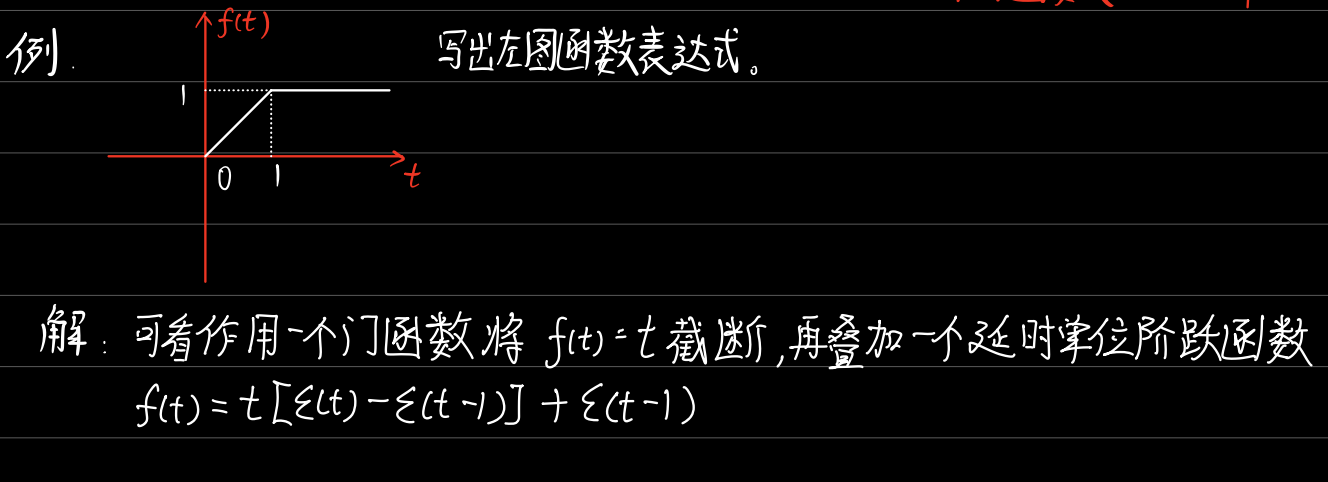 f(t)
例.
写出左图函数表达式。
1
0 1 t
解：可看作用一个门函数将 f(t)=t 截断,再叠加一个延时单位阶跃函数
f(t)=t[ε(t)-ε(t-1)]+ε(t-1)